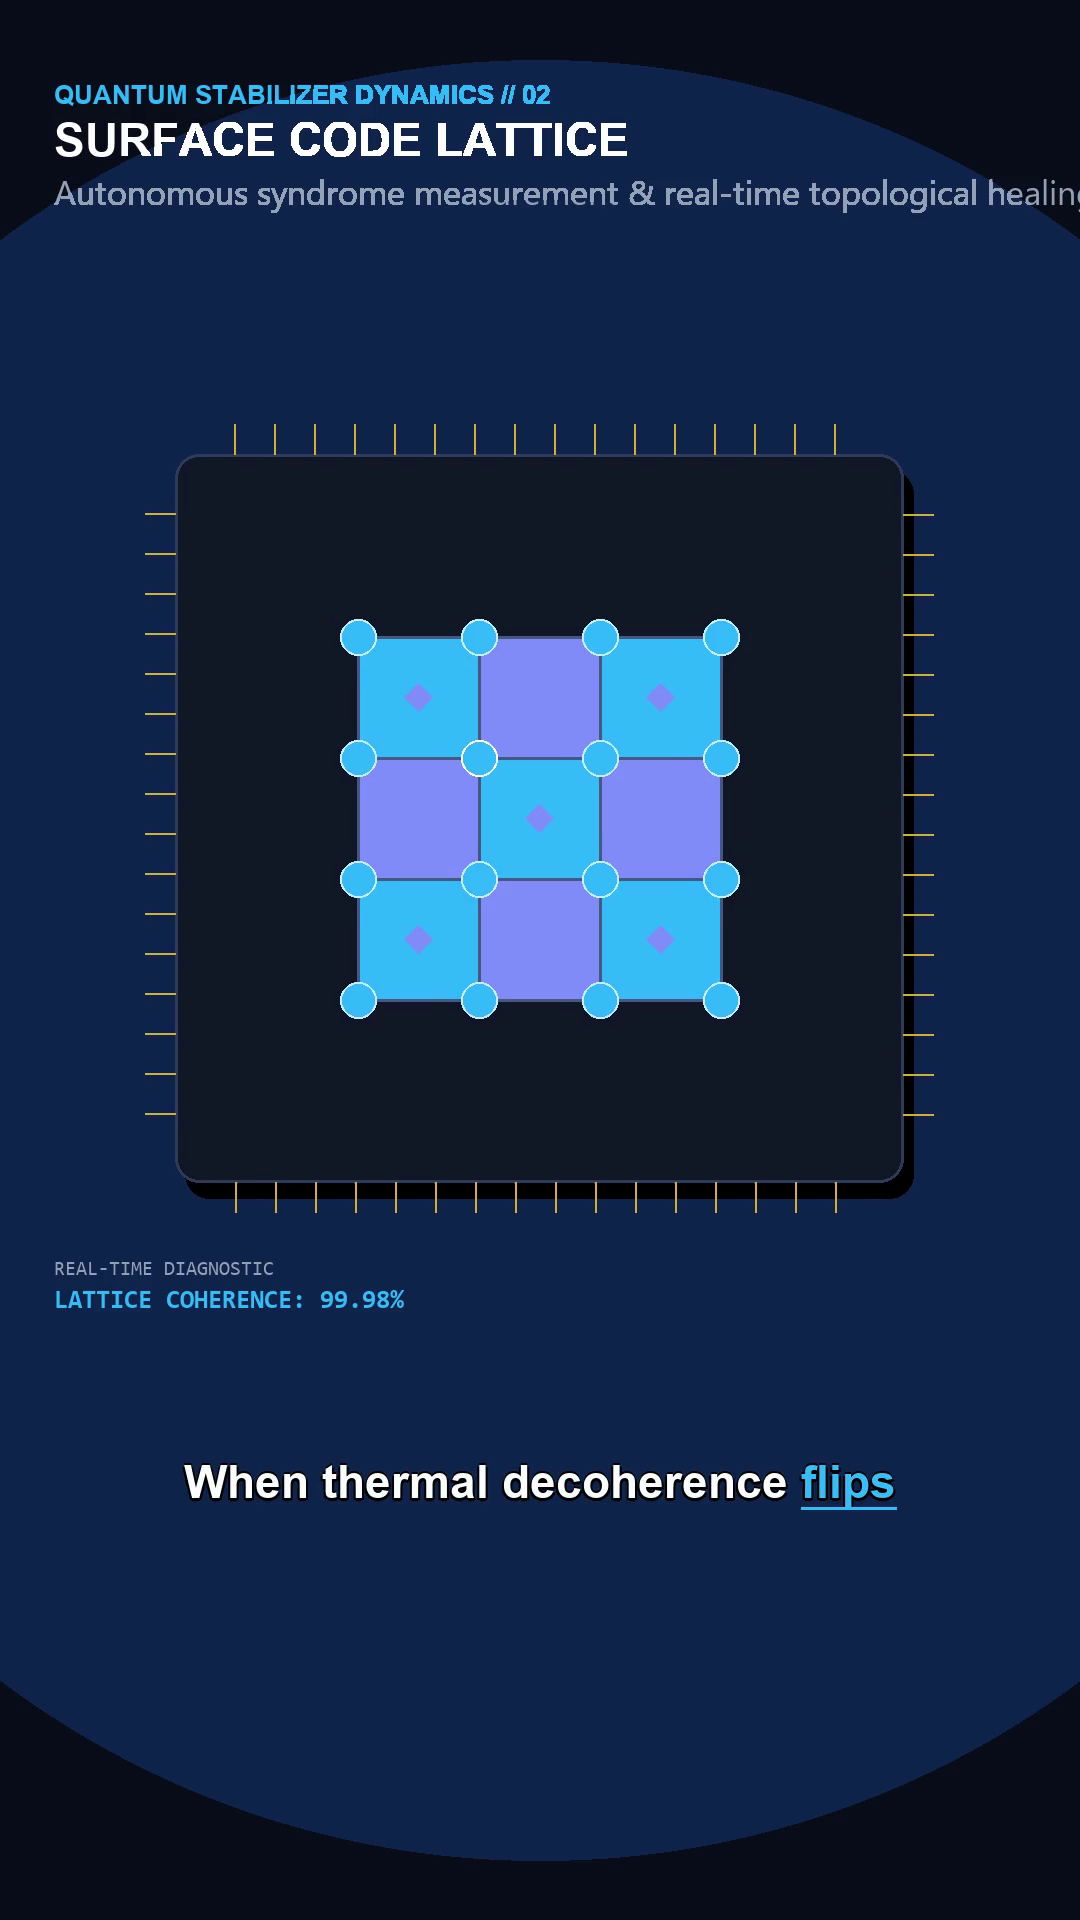 QUANTUM STABILIZER DYNAMICS // 02
SURFACE CODE LATTICE
Autonomous syndrome measurement & real-time topological healing
REAL-TIME DIAGNOSTIC
LATTICE COHERENCE: 99.98%
When thermal decoherence flips